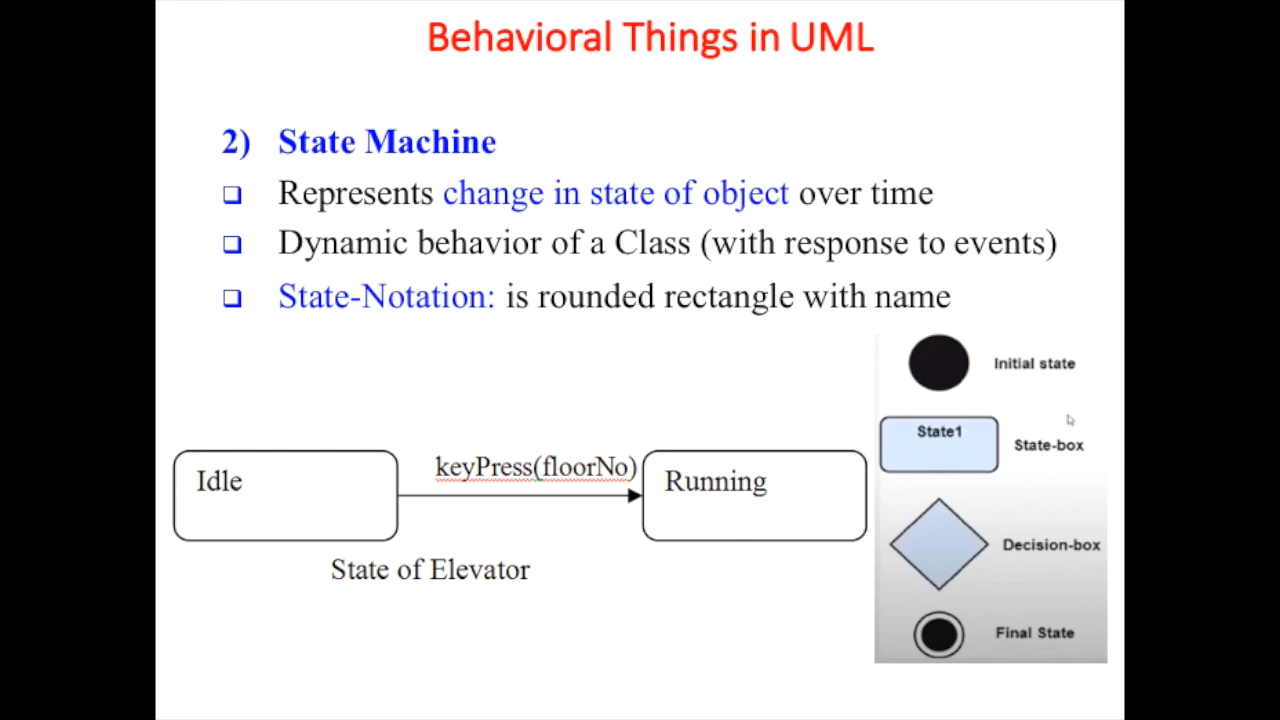 Behavioral Things in UML
2) State Machine
Represents change in state of object over time
Dynamic behavior of a Class (with response to events)
State-Notation: is rounded rectangle with name
Initial state
State1
State-box
Idle
keyPress(floorNo)
Running
Decision-box
State of Elevator
Final State